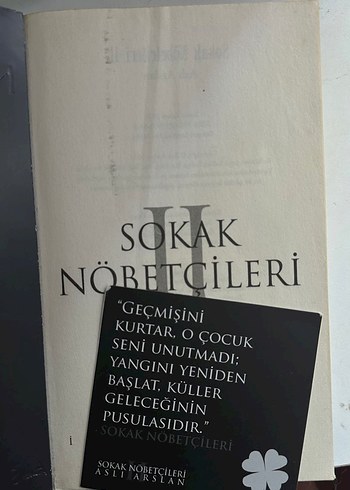 II
SOKAK
NÖBETÇİLERİ
"GEÇMİŞİNİ
KURTAR, O ÇOCUK
SENİ UNUTMADI;
YANGINI YENİDEN
BAŞLAT, KÜLLER
GELECEĞİNİN
PUSULASIDIR."
SOKAK NÖBETÇİLERİ
II
SOKAK NÖBETÇİLERİ
ASLI ARSLAN
1